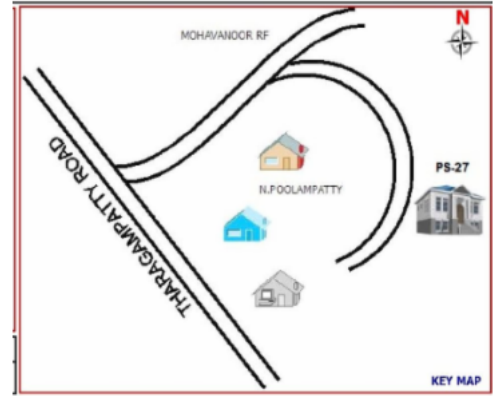 N
MOHAVANOOR RF
THARAGAMPATTY ROAD
PS-27
N.POOLAMPATTY
KEY MAP